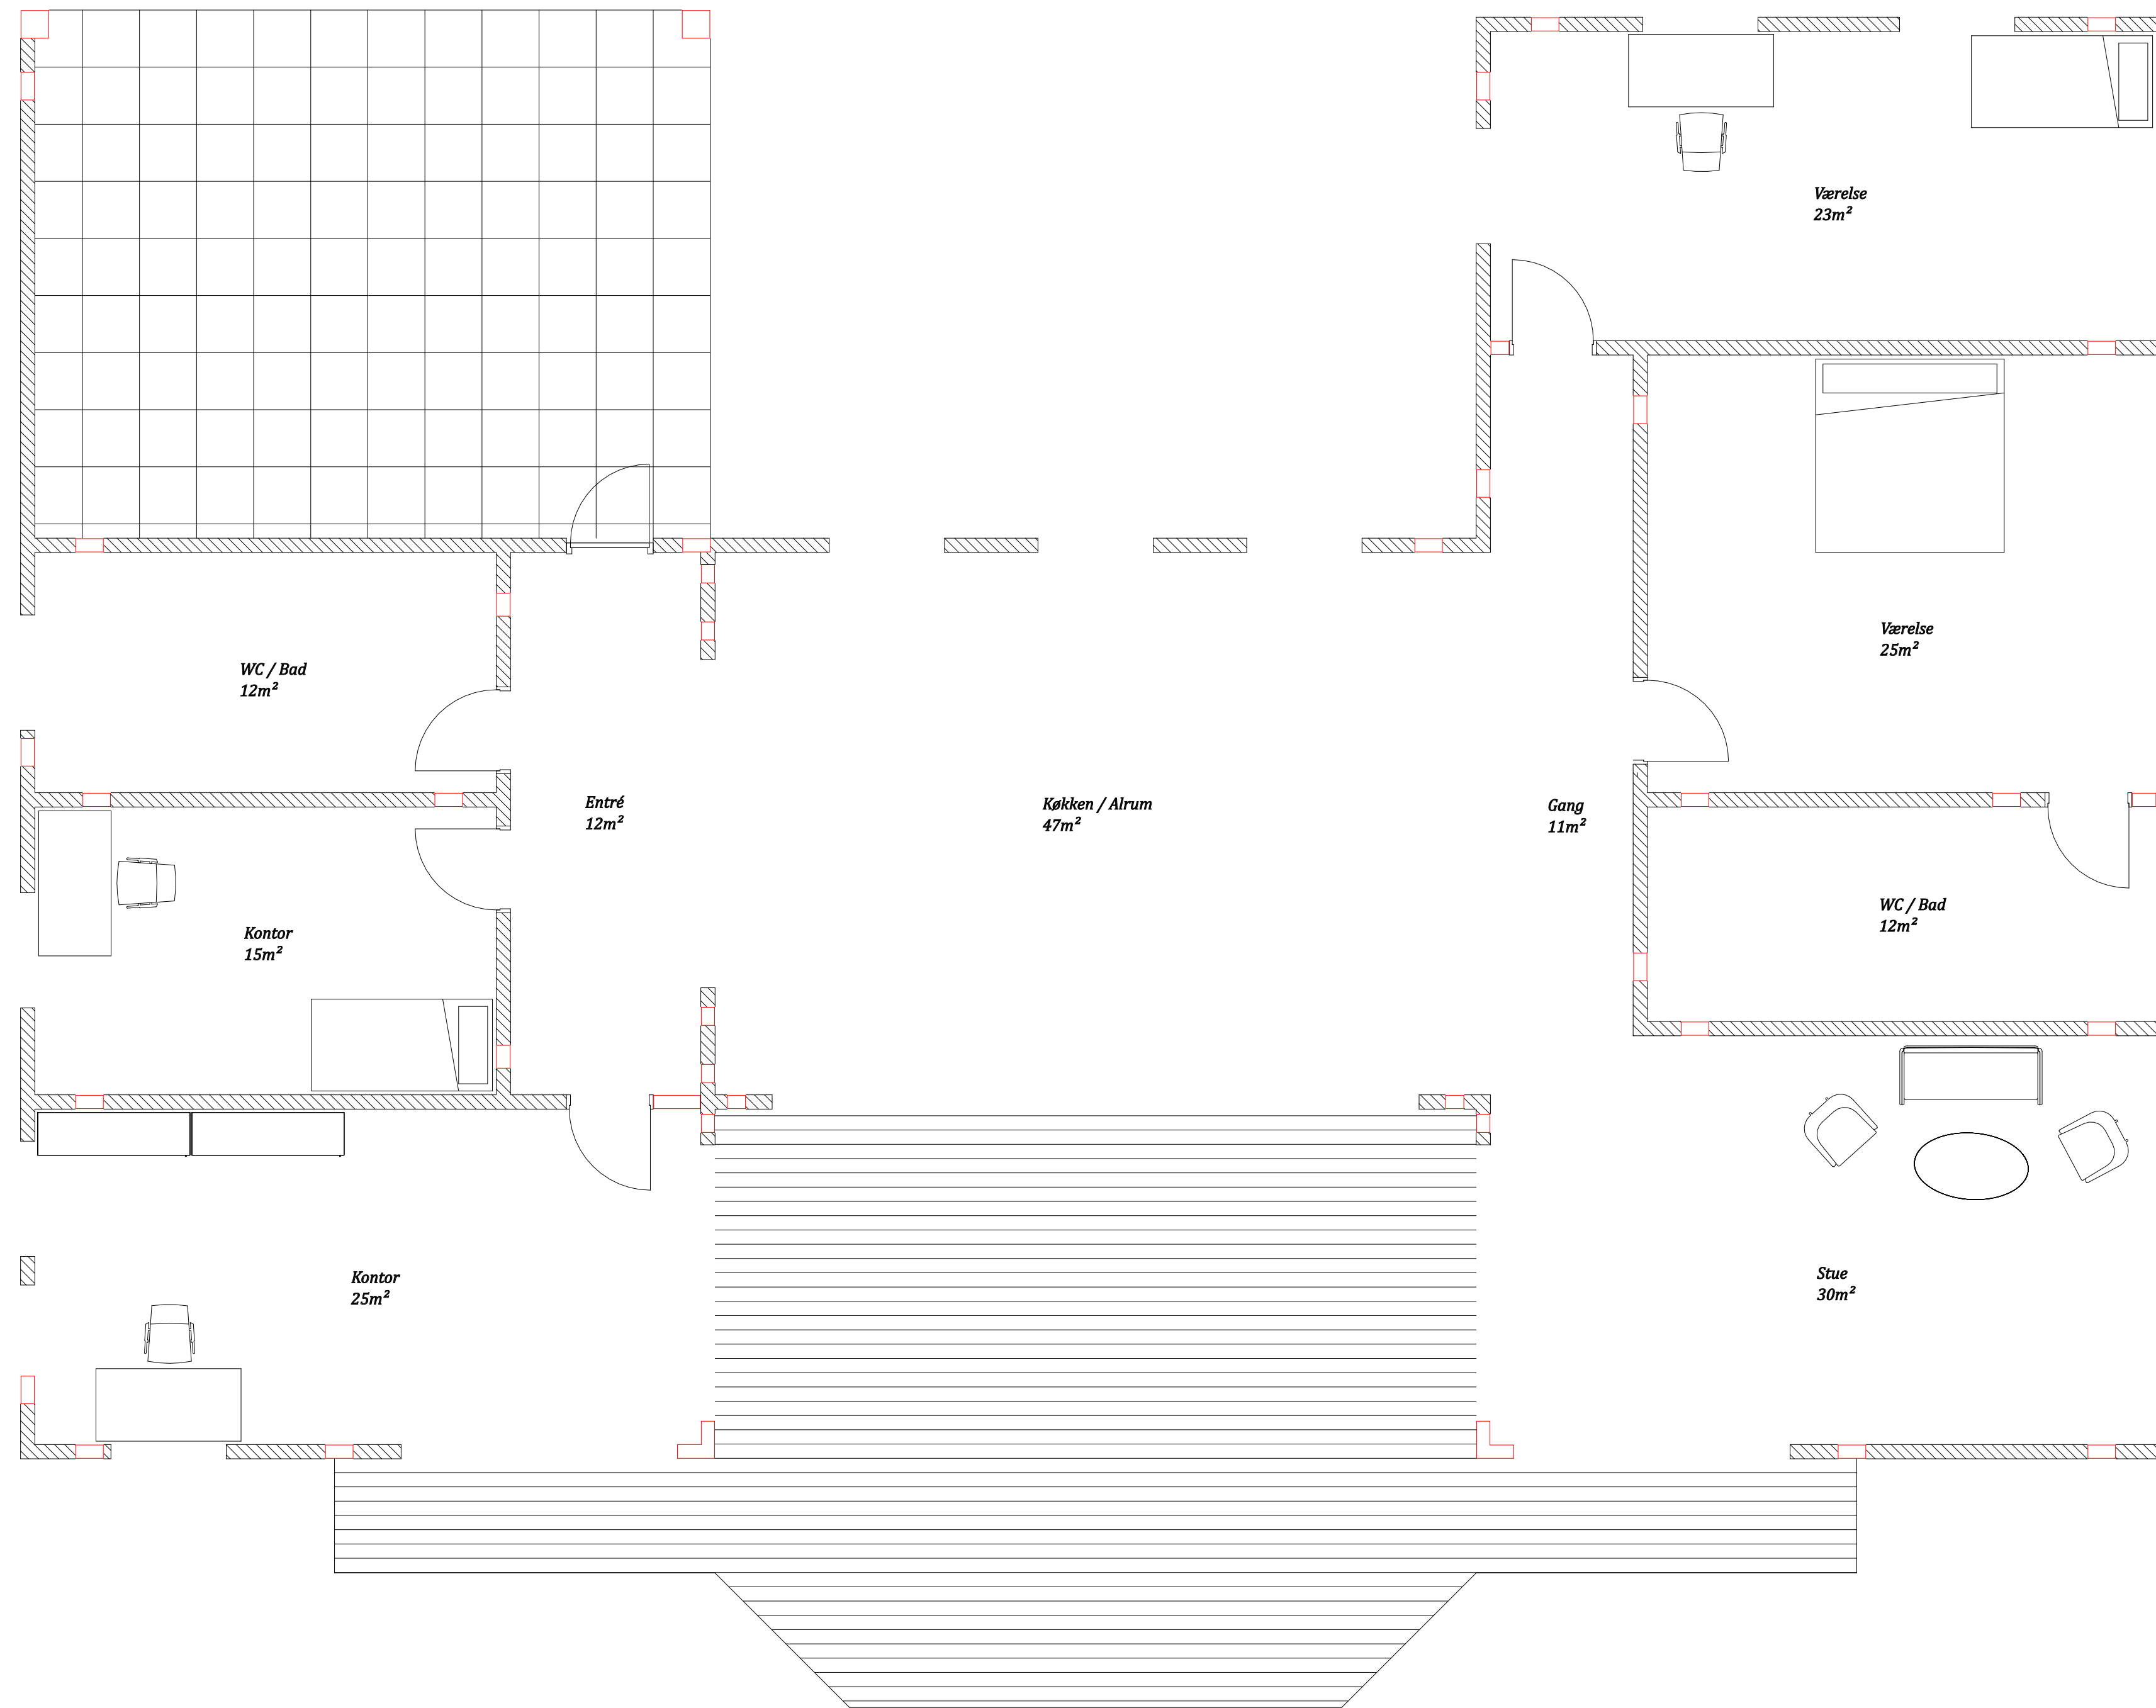 Værelse
23m²
Værelse
25m²
WC / Bad
12m²
Entré
12m²
Køkken / Alrum
47m²
Gang
11m²
Kontor
15m²
WC / Bad
12m²
Kontor
25m²
Stue
30m²